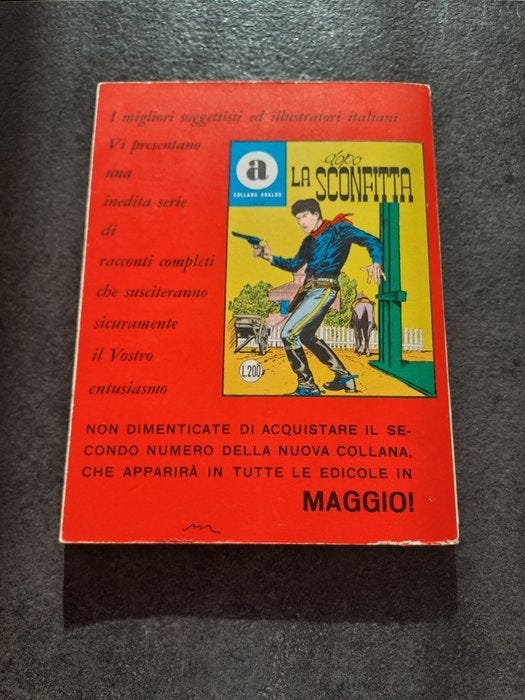 I migliori soggettisti ed illustratori italiani
Vi presentano
una
inedita serie
di
racconti completi
che susciteranno
sicuramente
il Vostro
entusiasmo
a
COLLANA ARALDO
dopo
LA SCONFITTA
L.200
NON DIMENTICATE DI ACQUISTARE IL SE-
CONDO NUMERO DELLA NUOVA COLLANA,
CHE APPARIRÀ IN TUTTE LE EDICOLE IN
MAGGIO!